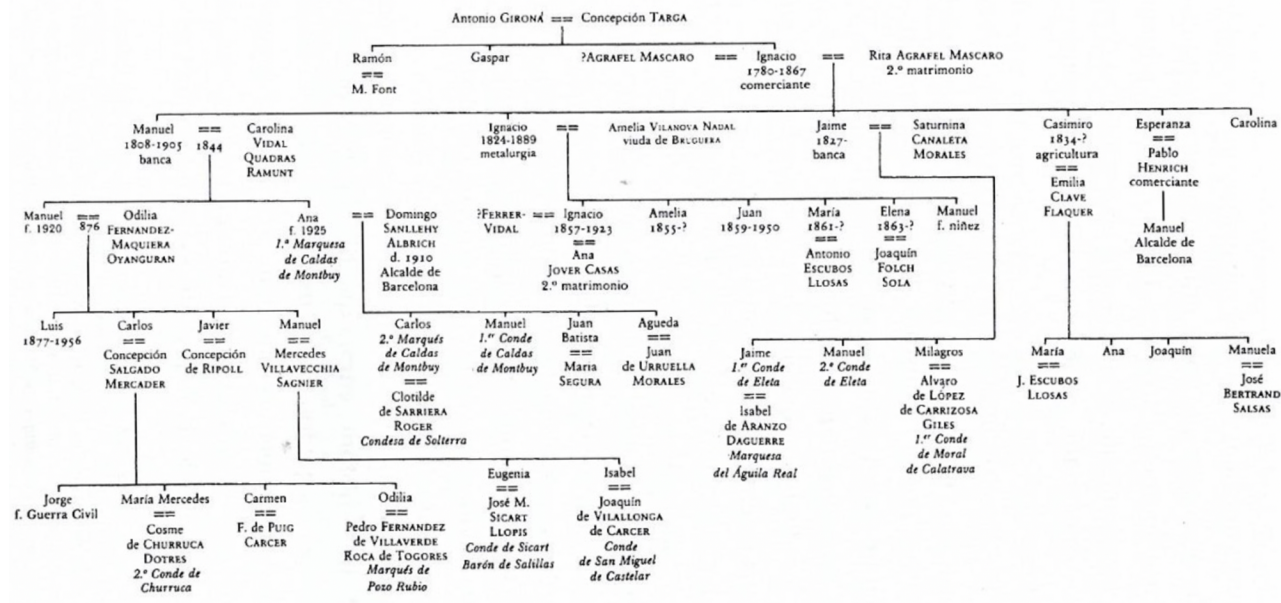 Antonio GIRONÁ == Concepción TARGA
Ramón
==
M. Font
Gaspar
?AGRAFEL MASCARO == Ignacio == Rita AGRAFEL MASCARO
1780-1867
comerciante
2.º matrimonio
Manuel == Carolina
1808-1905 1844 VIDAL
banca QUADRAS
RAMUNT
Ignacio == Amelia VILANOVA NADAL
1824-1889 viuda de BRUGUERA
metalurgia
Jaime == Saturnina
1827- CANALETA
banca MORALES
Casimiro
1834-?
agricultura
==
Emilia
CLAVE
FLAQUER
Esperanza
==
Pablo
HENRICH
comerciante
Manuel
Alcalde de
Barcelona
Carolina
Manuel == Odilia
f. 1920 876 FERNANDEZ-
MAQUIERA
OYANGURAN
Ana == Domingo
f. 1925 SANLLEHY
1.ª Marquesa ALBRICH
de Caldas d. 1910
de Montbuy Alcalde de
Barcelona
?FERRER- == Ignacio
VIDAL 1857-1923
==
Ana
JOVER CASAS
2.º matrimonio
Amelia
1855-?
Juan
1859-1950
María
1861-?
==
Antonio
ESCUBOS
LLOSAS
Elena
1863-?
==
Joaquín
FOLCH
SOLA
Manuel
f. niñez
Luis
1877-1956
Carlos
==
Concepción
SALGADO
MERCADER
Javier
==
Concepción
de RIPOLL
Manuel
==
Mercedes
VILLAVECCHIA
SAGNIER
Carlos
2.º Marqués
de Caldas
de Montbuy
==
Clotilde
de SARRIERA
ROGER
Condesa de Solterra
Manuel
1.er Conde
de Caldas
de Montbuy
Juan
Batista
==
Maria
SEGURA
Agueda
==
Juan
de URRUELLA
MORALES
Jaime
1.er Conde
de Eleta
==
Isabel
de ARANZO
DAGUERRE
Marquesa
del Águila Real
Manuel
2.º Conde
de Eleta
Milagros
==
Alvaro
de LÓPEZ
de CARRIZOSA
GILES
1.er Conde
de Moral
de Calatrava
María
==
J. ESCUBOS
LLOSAS
Ana
Joaquín
Manuela
==
José
BERTRAND
SALSAS
Jorge
f. Guerra Civil
María Mercedes
==
Cosme
de CHURRUCA
DOTRES
2.º Conde de
Churruca
Carmen
==
F. de PUIG
CARCER
Odilia
==
Pedro FERNANDEZ
de VILLAVERDE
ROCA de TOGORES
Marqués de
Pozo Rubio
Eugenia
==
José M.
SICART
LLOPIS
Conde de Sicart
Barón de Salillas
Isabel
==
Joaquín
de VILALLONGA
de CARCER
Conde
de San Miguel
de Castelar